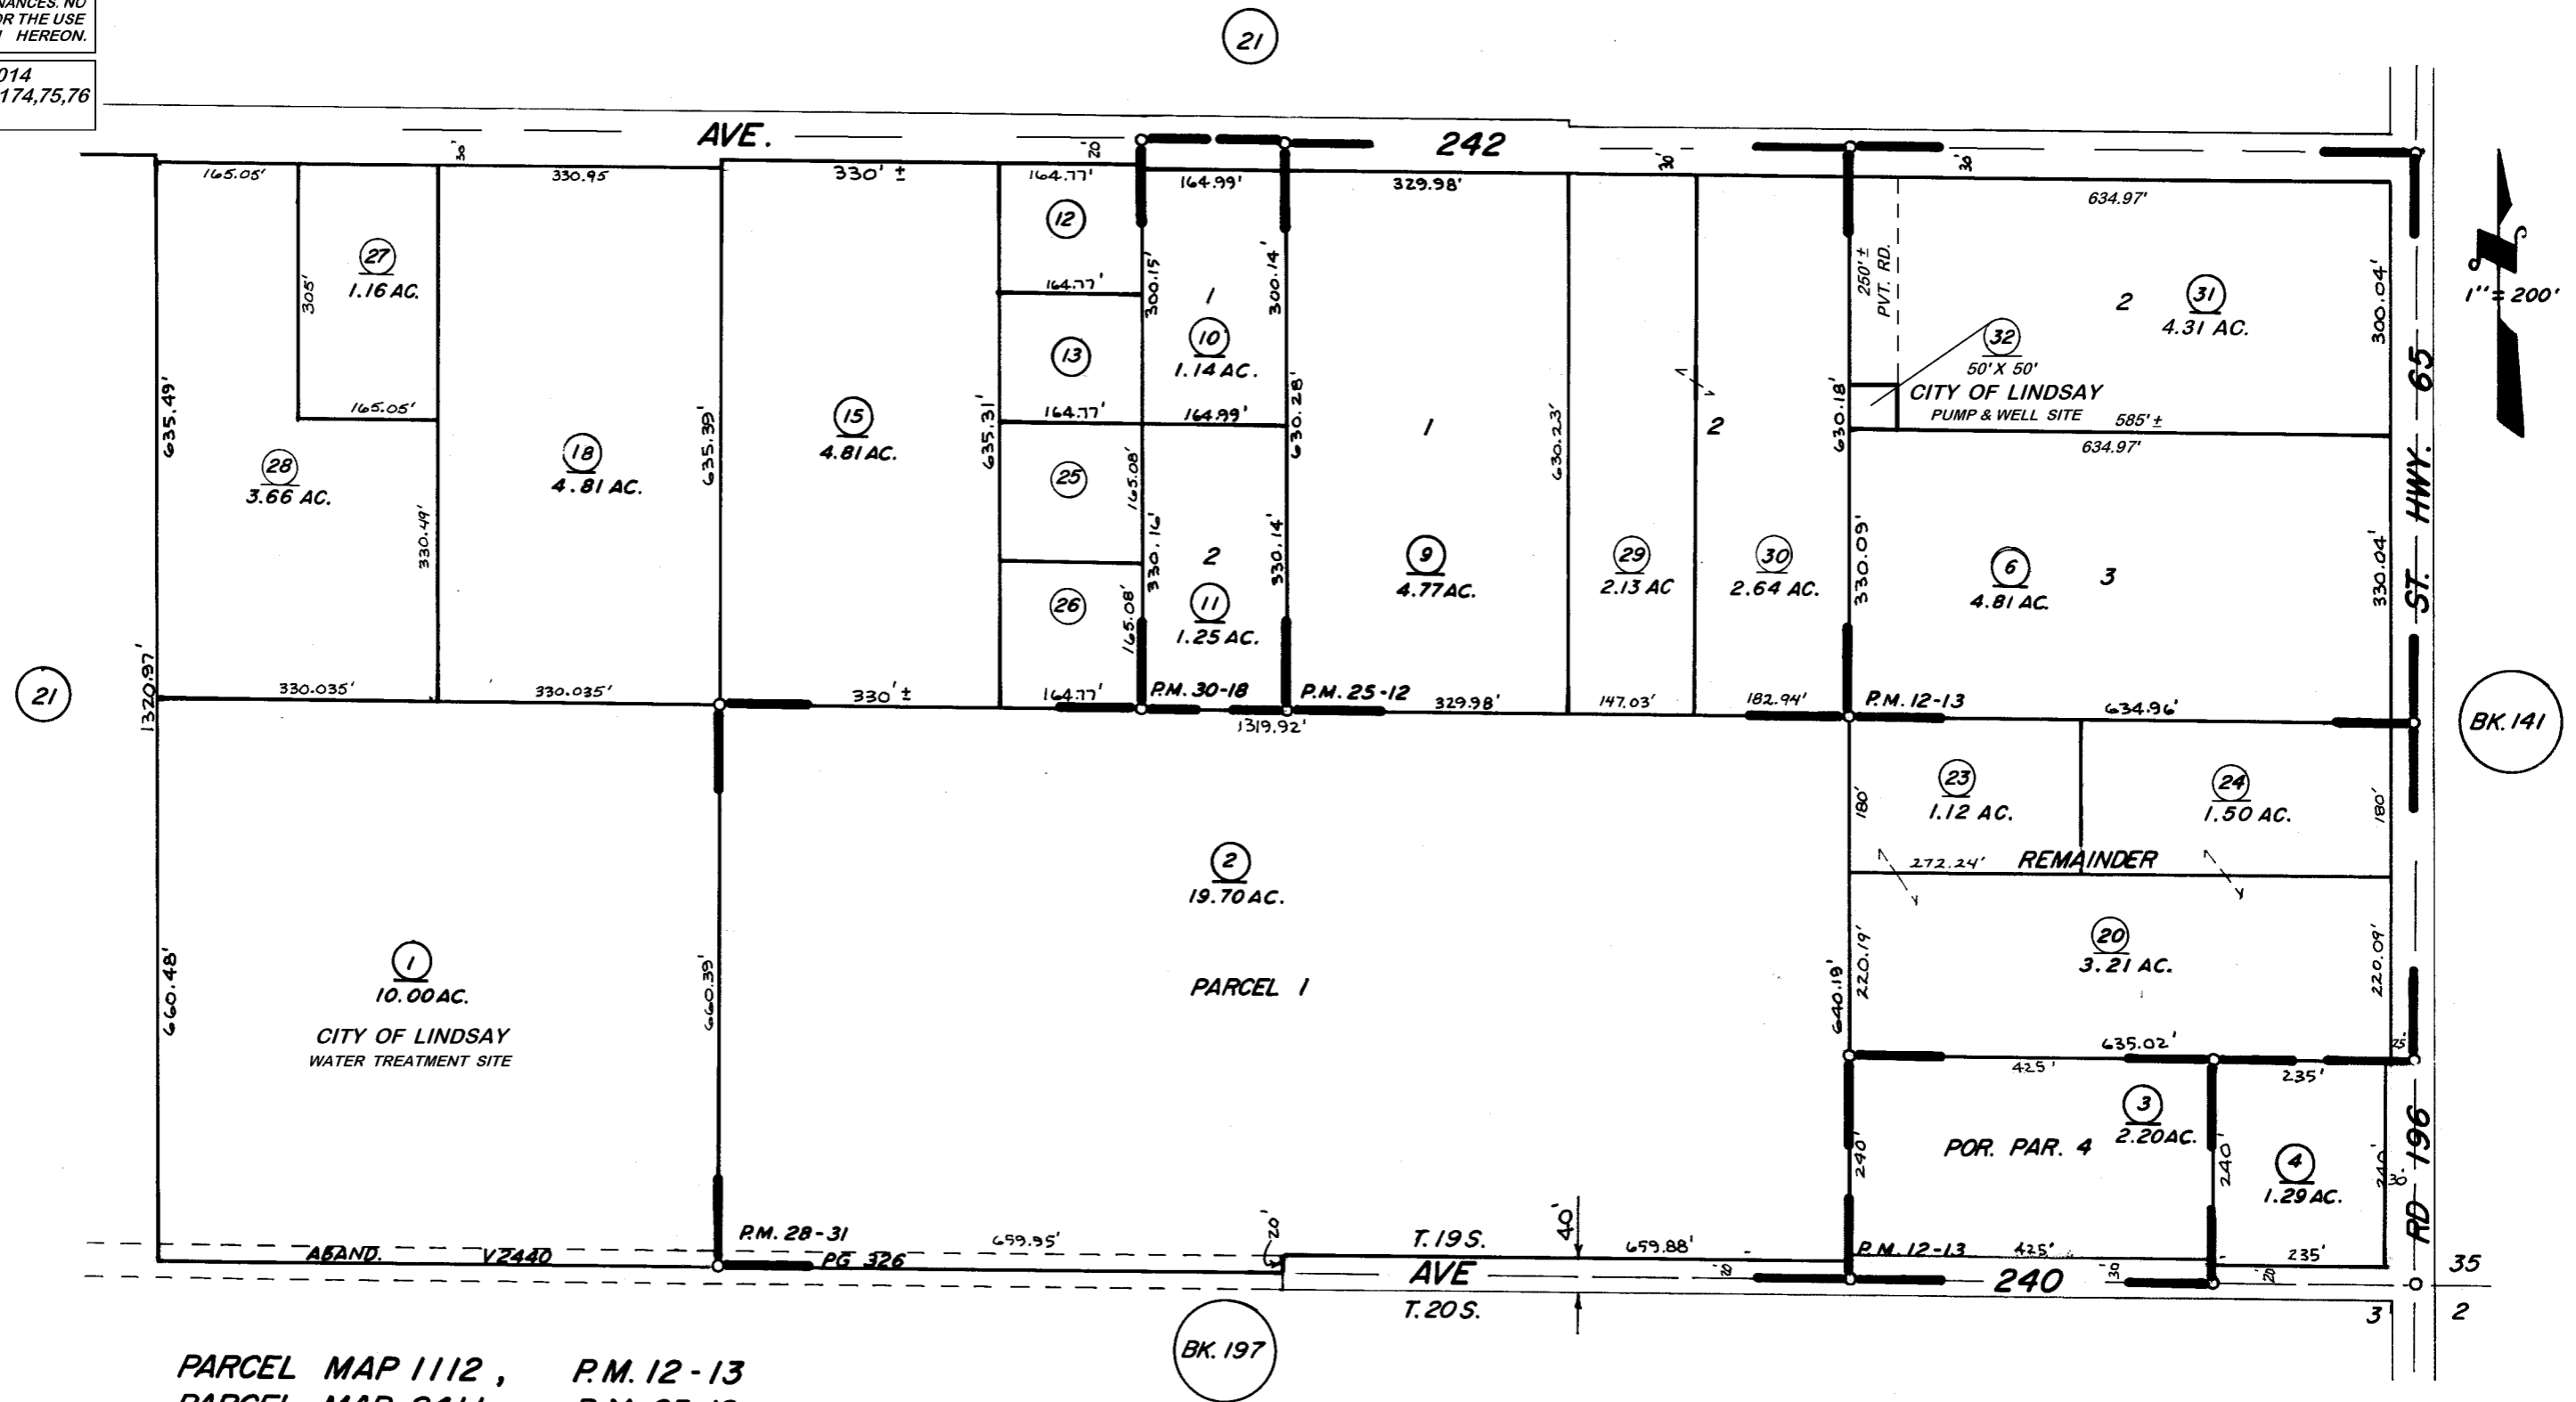 NANCES. NO
OR THE USE
HEREON.
014
174,75,76
21
AVE. 242
30'
20'
30'
30'
165.05'
330.95
330' ±
164.77'
164.99'
329.98'
634.97'
27
1.16 AC.
305'
165.05'
12
164.77'
13
164.77'
300.15'
1
10
1.14 AC.
164.99'
300.14'
250' ±
PVT. RD.
2
31
4.31 AC.
300.04'
32
50' X 50'
CITY OF LINDSAY
PUMP & WELL SITE
585' ±
634.97'
1" = 200'
ST. HWY. 65
635.49'
28
3.66 AC.
330.49'
18
4.81 AC.
635.39'
15
4.81 AC.
635.31'
25
165.08'
26
165.08'
330.16'
2
11
1.25 AC.
330.14'
630.28'
1
9
4.77 AC.
630.23'
2
29
2.13 AC
30
2.64 AC.
630.18'
330.09'
6
4.81 AC.
3
330.04'
21
1320.97'
330.035'
330.035'
330' ±
164.77'
P.M. 30-18
P.M. 25-12
329.98'
147.03'
182.94'
P.M. 12-13
634.96'
1319.92'
BK. 141
23
1.12 AC.
180'
24
1.50 AC.
180'
272.24'
REMAINDER
2
19.70 AC.
PARCEL 1
660.48'
1
10.00 AC.
CITY OF LINDSAY
WATER TREATMENT SITE
660.39'
640.19'
220.19'
20
3.21 AC.
220.09'
635.02'
25'
425'
235'
3
2.20 AC.
POR. PAR. 4
240'
240'
4
1.29 AC.
240'
30'
RD 196
P.M. 28-31
659.95'
20'
T. 19 S.
40'
659.88'
P.M. 12-13
425'
235'
ABAND. V2440 PG 326
AVE 240
20'
30'
20'
T. 20 S.
35
3
2
BK. 197
PARCEL MAP 1112, P.M. 12-13